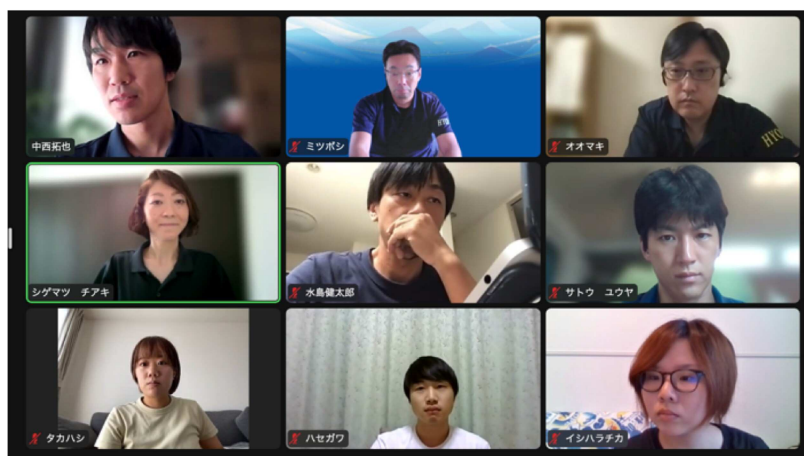 中西拓也
ミツボシ
オオマキ
シゲマツ　チアキ
水島健太郎
サトウ　ユウヤ
タカハシ
ハセガワ
イシハラチカ